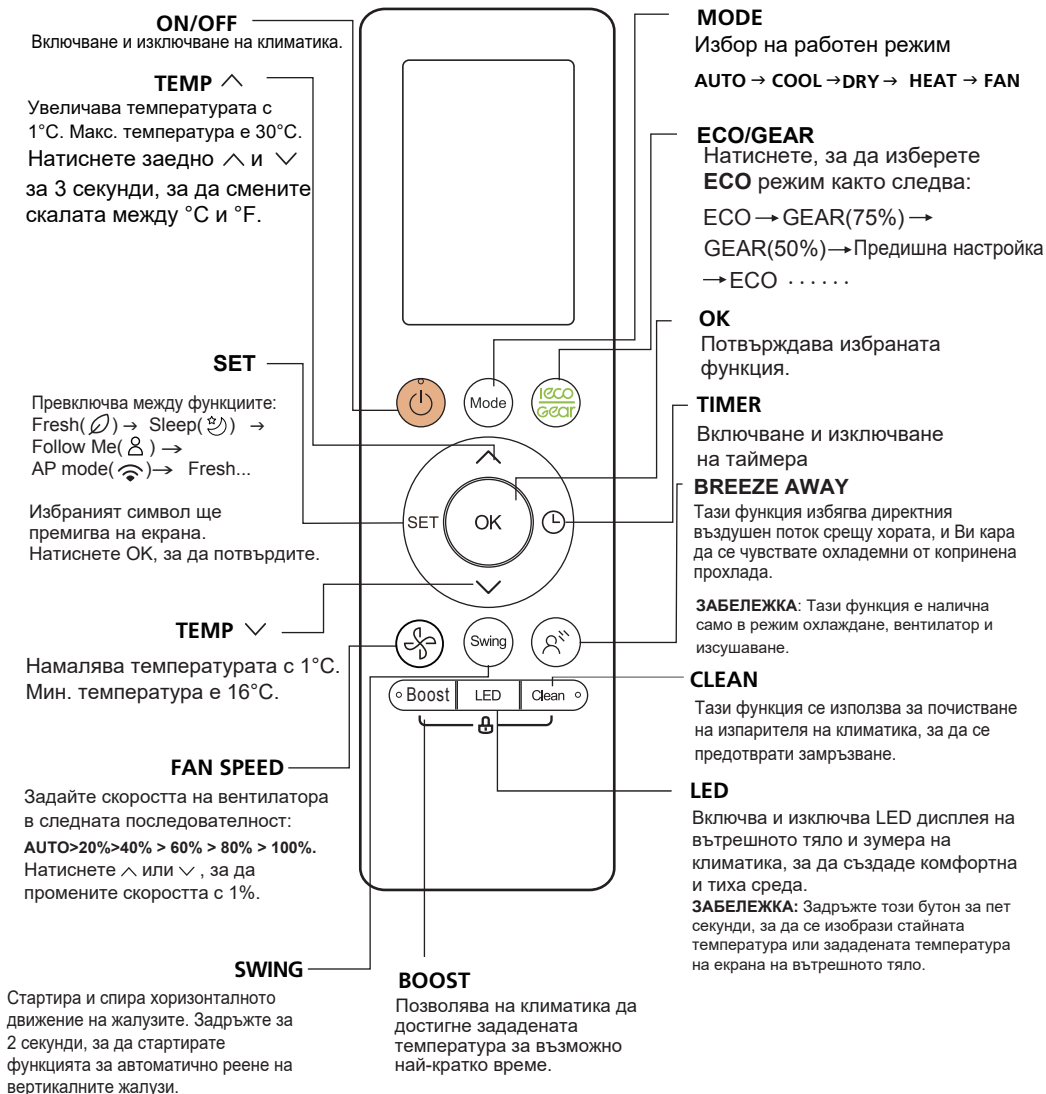 ON/OFF
Включване и изключване на климатика.
TEMP ∧
Увеличава температурата с
1°C. Макс. температура е 30°C.
Натиснете заедно ∧ и ∨
за 3 секунди, за да смените
скалата между °C и °F.
SET
Превключва между функциите:
Fresh( ) → Sleep( ) →
Follow Me( ) →
AP mode( )→ Fresh...
Избраният символ ще
премигва на екрана.
Натиснете OK, за да потвърдите.
TEMP ∨
Намалява температурата с 1°C.
Мин. температура е 16°C.
FAN SPEED
Задайте скоростта на вентилатора
в следната последователност:
AUTO>20%>40% > 60% > 80% > 100%.
Натиснете ∧ или ∨ , за да
промените скоростта с 1%.
SWING
Стартира и спира хоризонталното
движение на жалузите. Задръжте за
2 секунди, за да стартирате
функцията за автоматично реене на
вертикалните жалузи.
Mode
ieco
Gear
SET
OK
Swing
Boost
LED
Clean
BOOST
Позволява на климатика да
достигне зададената
температура за възможно
най-кратко време.
MODE
Избор на работен режим
AUTO → COOL →DRY → HEAT → FAN
ECO/GEAR
Натиснете, за да изберете
ECO режим както следва:
ECO → GEAR(75%) →
GEAR(50%)→Предишна настройка
→ECO ······
OK
Потвърждава избраната
функция.
TIMER
Включване и изключване
на таймера
BREEZE AWAY
Тази функция избягва директния
въздушен поток срещу хората, и Ви кара
да се чувствате охладемни от копринена
прохлада.
ЗАБЕЛЕЖКА: Тази функция е налична
само в режим охлаждане, вентилатор и
изсушаване.
CLEAN
Тази функция се използва за почистване
на изпарителя на климатика, за да се
предотврати замръзване.
LED
Включва и изключва LED дисплея на
вътрешното тяло и зумера на
климатика, за да създаде комфортна
и тиха среда.
ЗАБЕЛЕЖКА: Задръжте този бутон за пет
секунди, за да се изобрази стайната
температура или зададената температура
на екрана на вътрешното тяло.